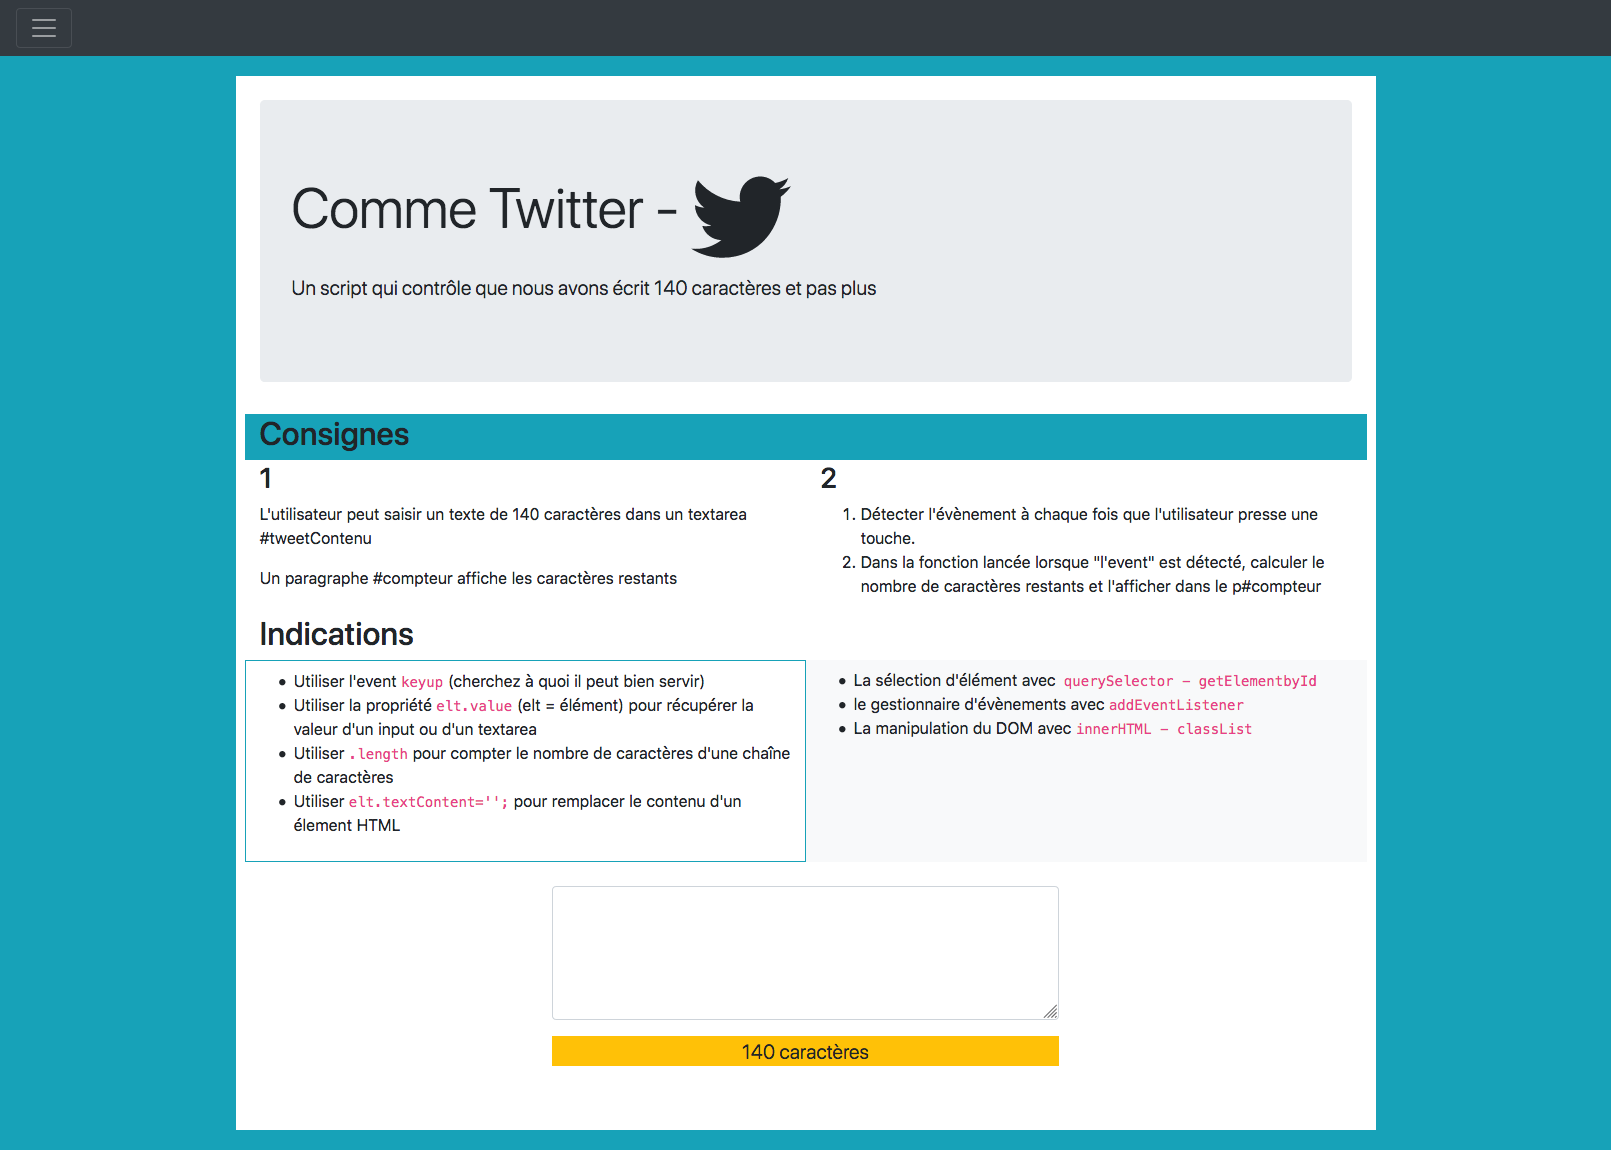 Comme Twitter -
Un script qui contrôle que nous avons écrit 140 caractères et pas plus
Consignes
1
L'utilisateur peut saisir un texte de 140 caractères dans un textarea
#tweetContenu
Un paragraphe #compteur affiche les caractères restants
2
1. Détecter l'évènement à chaque fois que l'utilisateur presse une
touche.
2. Dans la fonction lancée lorsque "l'event" est détecté, calculer le
nombre de caractères restants et l'afficher dans le p#compteur
Indications
• Utiliser l'event keyup (cherchez à quoi il peut bien servir)
• Utiliser la propriété elt.value (elt = élément) pour récupérer la
valeur d'un input ou d'un textarea
• Utiliser .length pour compter le nombre de caractères d'une chaîne
de caractères
• Utiliser elt.textContent=''; pour remplacer le contenu d'un
élement HTML
• La sélection d'élément avec querySelector - getElementbyId
• le gestionnaire d'évènements avec addEventListener
• La manipulation du DOM avec innerHTML - classList
140 caractères